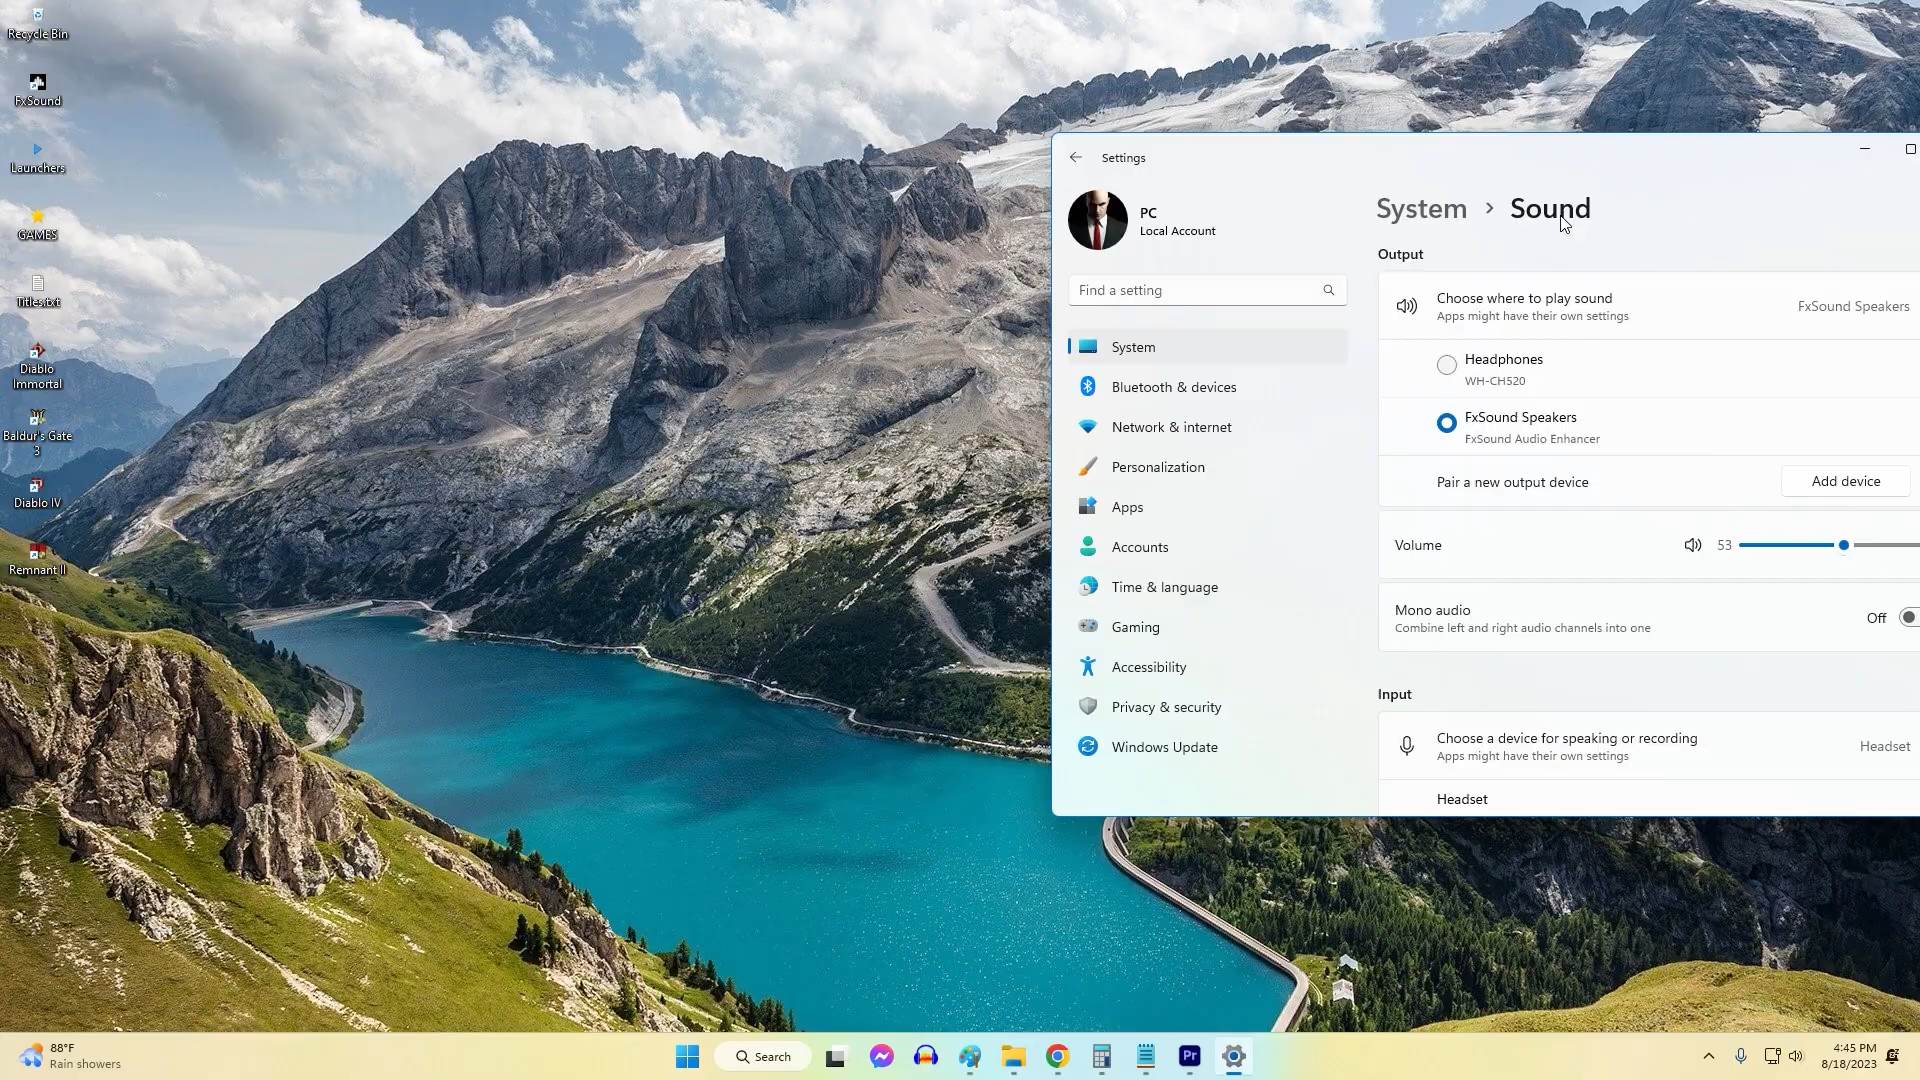 Recycle Bin
FxSound
Launchers
GAMES
Titles.txt
Diablo
Immortal
Baldur's Gate
3
Diablo IV
Remnant II
Settings
PC
Local Account
Find a setting
System
Bluetooth & devices
Network & internet
Personalization
Apps
Accounts
Time & language
Gaming
Accessibility
Privacy & security
Windows Update
System > Sound
Output
Choose where to play sound
Apps might have their own settings
FxSound Speakers
Headphones
WH-CH520
FxSound Speakers
FxSound Audio Enhancer
Pair a new output device
Add device
Volume
53
Mono audio
Combine left and right audio channels into one
Off
Input
Choose a device for speaking or recording
Apps might have their own settings
Headset
Headset
88°F
Rain showers
Search
Pr
4:45 PM
8/18/2023